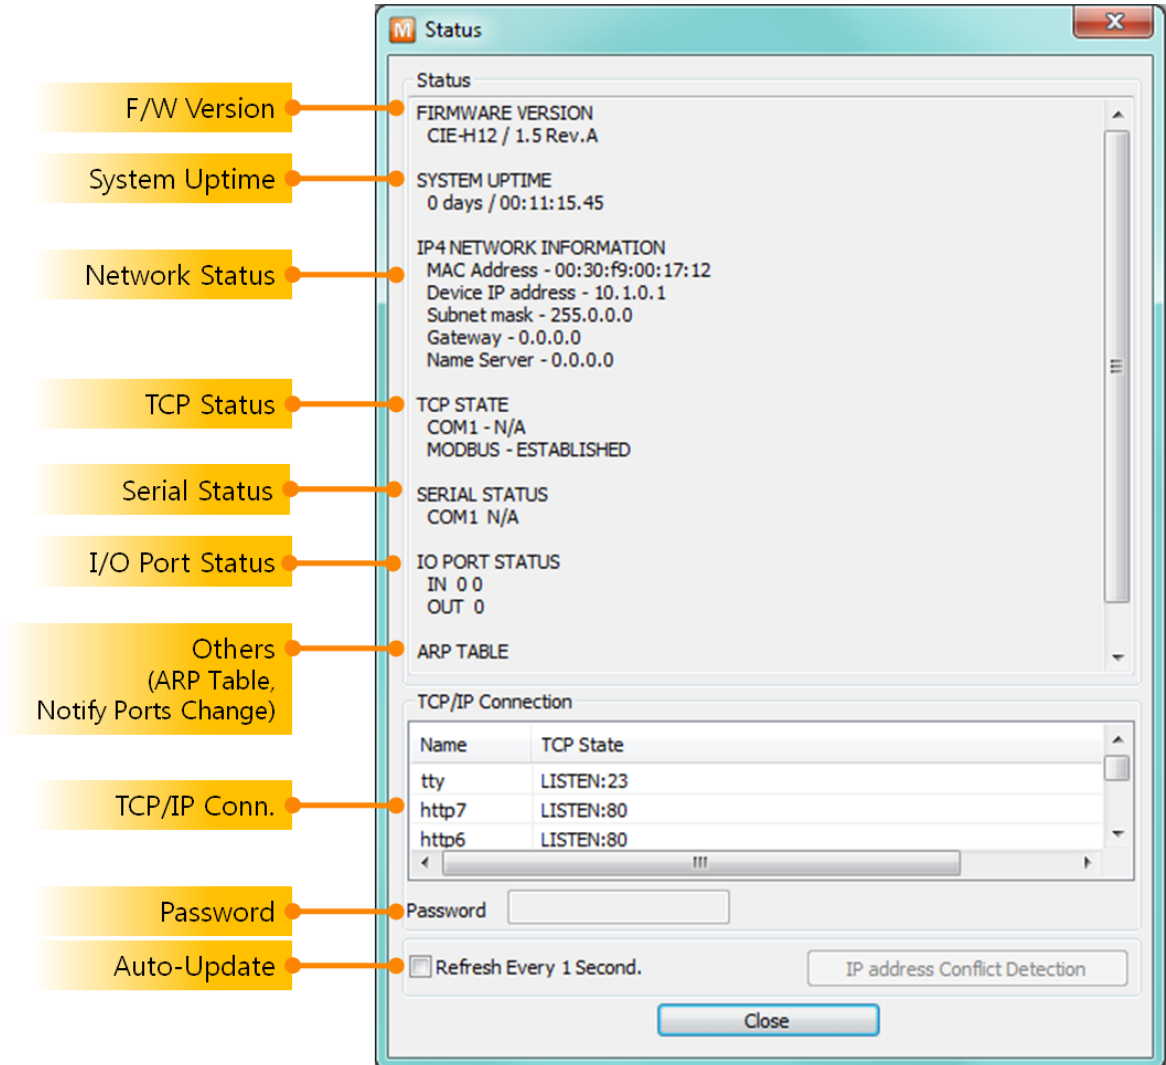 M Status
Status
F/W Version
FIRMWARE VERSION
CIE-H12 / 1.5 Rev.A
System Uptime
SYSTEM UPTIME
0 days / 00:11:15.45
Network Status
IP4 NETWORK INFORMATION
MAC Address - 00:30:f9:00:17:12
Device IP address - 10.1.0.1
Subnet mask - 255.0.0.0
Gateway - 0.0.0.0
Name Server - 0.0.0.0
TCP Status
TCP STATE
COM1 - N/A
MODBUS - ESTABLISHED
Serial Status
SERIAL STATUS
COM1 N/A
I/O Port Status
IO PORT STATUS
IN 0 0
OUT 0
Others
(ARP Table,
Notify Ports Change)
ARP TABLE
TCP/IP Connection
Name TCP State
tty LISTEN:23
TCP/IP Conn.
http7 LISTEN:80
http6 LISTEN:80
Password
Password
Auto-Update
Refresh Every 1 Second.
IP address Conflict Detection
Close